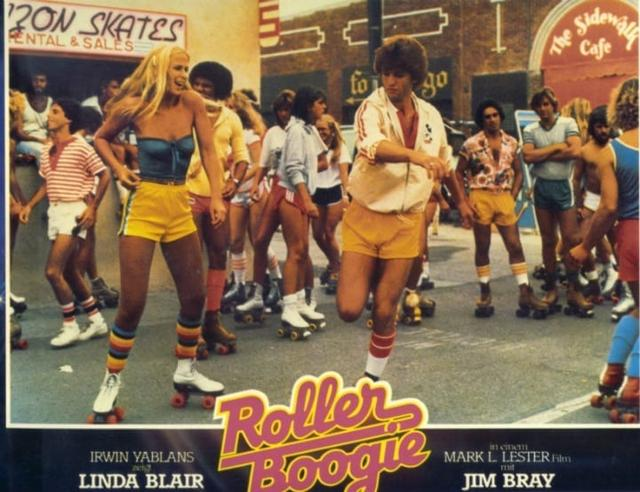 ZON SKATES
RENTAL & SALES
The Sidewalk
Cafe
go
Roller
Boogie
IRWIN YABLANS
zeigt
LINDA BLAIR
in einem
MARK L. LESTER Film
mit
JIM BRAY